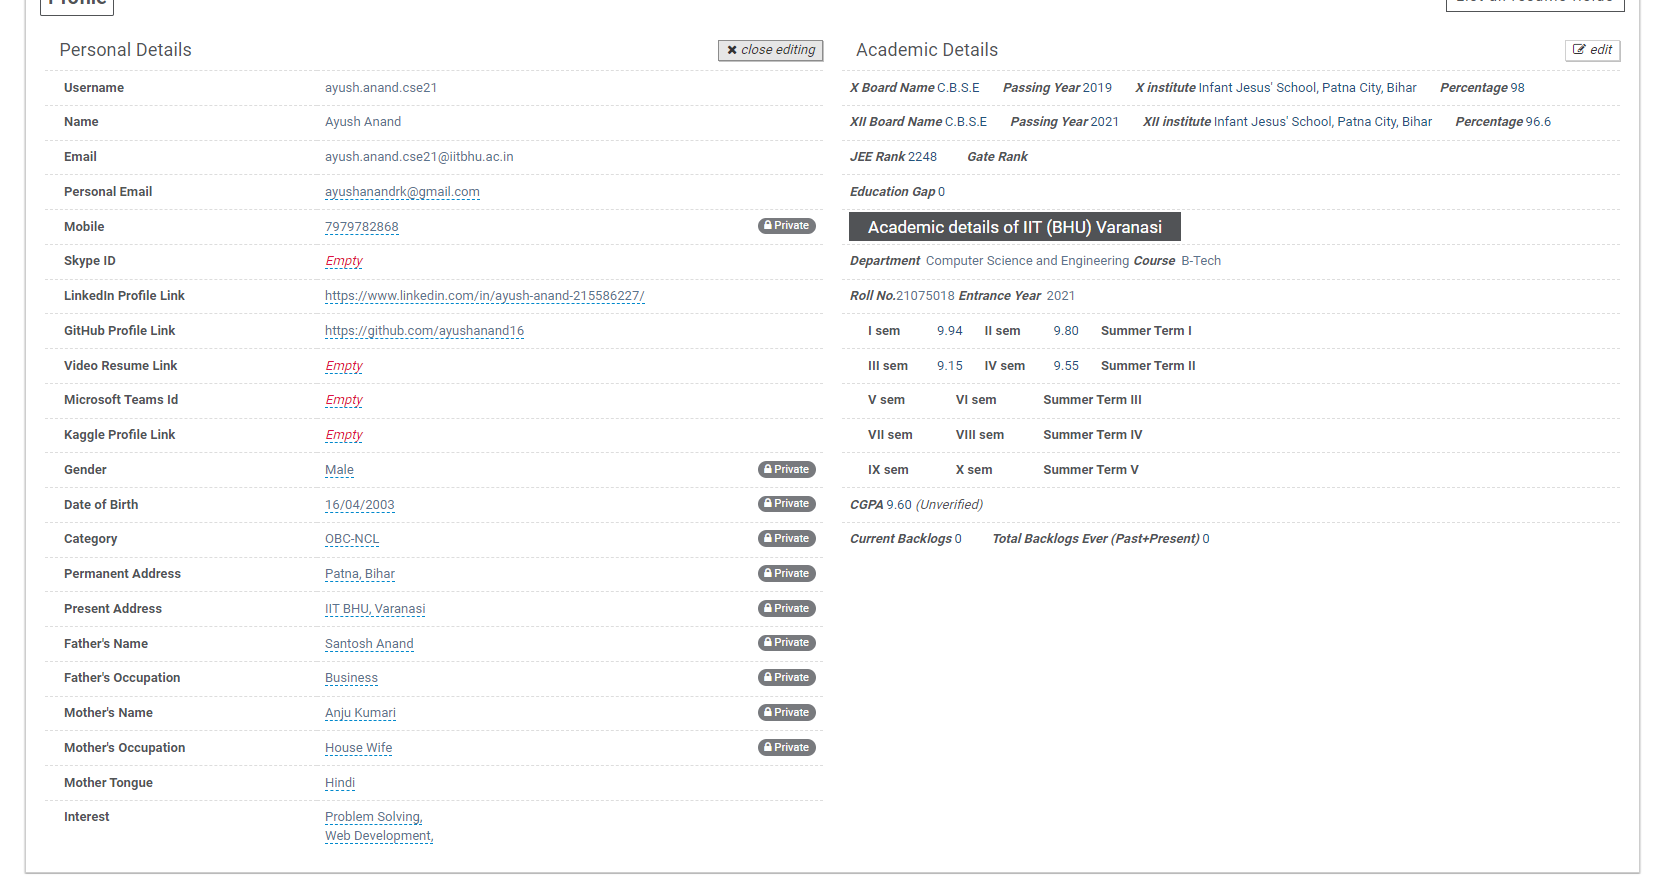 Profile
List all resume fields
Personal Details
close editing
Username ayush.anand.cse21
Name Ayush Anand
Email ayush.anand.cse21@iitbhu.ac.in
Personal Email ayushanandrk@gmail.com
Mobile 7979782868 Private
Skype ID Empty
LinkedIn Profile Link https://www.linkedin.com/in/ayush-anand-215586227/
GitHub Profile Link https://github.com/ayushanand16
Video Resume Link Empty
Microsoft Teams Id Empty
Kaggle Profile Link Empty
Gender Male Private
Date of Birth 16/04/2003 Private
Category OBC-NCL Private
Permanent Address Patna, Bihar Private
Present Address IIT BHU, Varanasi Private
Father's Name Santosh Anand Private
Father's Occupation Business Private
Mother's Name Anju Kumari Private
Mother's Occupation House Wife Private
Mother Tongue Hindi
Interest Problem Solving,
Web Development,
Academic Details
edit
X Board Name C.B.S.E Passing Year 2019 X institute Infant Jesus' School, Patna City, Bihar Percentage 98
XII Board Name C.B.S.E Passing Year 2021 XII institute Infant Jesus' School, Patna City, Bihar Percentage 96.6
JEE Rank 2248 Gate Rank
Education Gap 0
Academic details of IIT (BHU) Varanasi
Department Computer Science and Engineering Course B-Tech
Roll No.21075018 Entrance Year 2021
I sem 9.94 II sem 9.80 Summer Term I
III sem 9.15 IV sem 9.55 Summer Term II
V sem VI sem Summer Term III
VII sem VIII sem Summer Term IV
IX sem X sem Summer Term V
CGPA 9.60 (Unverified)
Current Backlogs 0 Total Backlogs Ever (Past+Present) 0